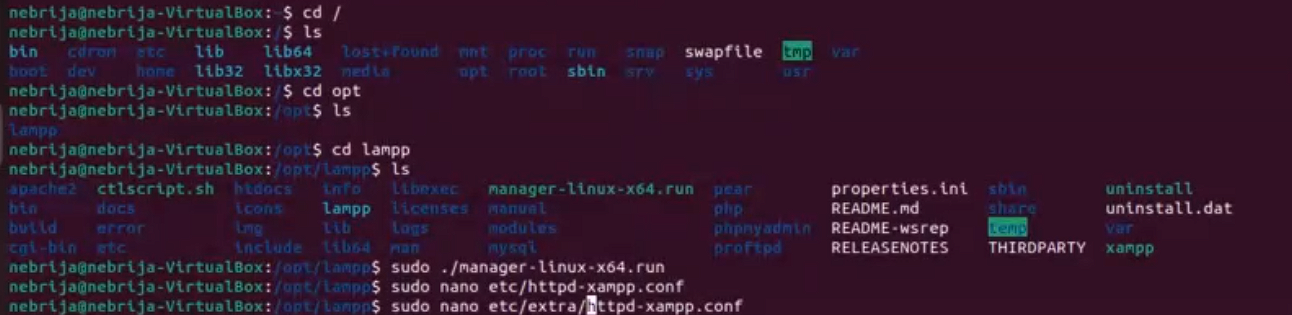 nebrija@nebrija-VirtualBox:~$ cd /
nebrija@nebrija-VirtualBox:/$ ls
bin cdrom etc lib lib64 lost+found mnt proc run snap swapfile tmp var
boot dev home lib32 libx32 media opt root sbin srv sys usr
nebrija@nebrija-VirtualBox:/$ cd opt
nebrija@nebrija-VirtualBox:/opt$ ls
lampp
nebrija@nebrija-VirtualBox:/opt$ cd lampp
nebrija@nebrija-VirtualBox:/opt/lampp$ ls
apache2 ctlscript.sh htdocs info libexec manager-linux-x64.run pear properties.ini sbin uninstall
bin docs icons lampp licenses manual php README.md share uninstall.dat
build error img lib logs modules phpmyadmin README-wsrep temp var
cgi-bin etc include lib64 man mysql proftpd RELEASENOTES THIRDPARTY xampp
nebrija@nebrija-VirtualBox:/opt/lampp$ sudo ./manager-linux-x64.run
nebrija@nebrija-VirtualBox:/opt/lampp$ sudo nano etc/httpd-xampp.conf
nebrija@nebrija-VirtualBox:/opt/lampp$ sudo nano etc/extra/httpd-xampp.conf